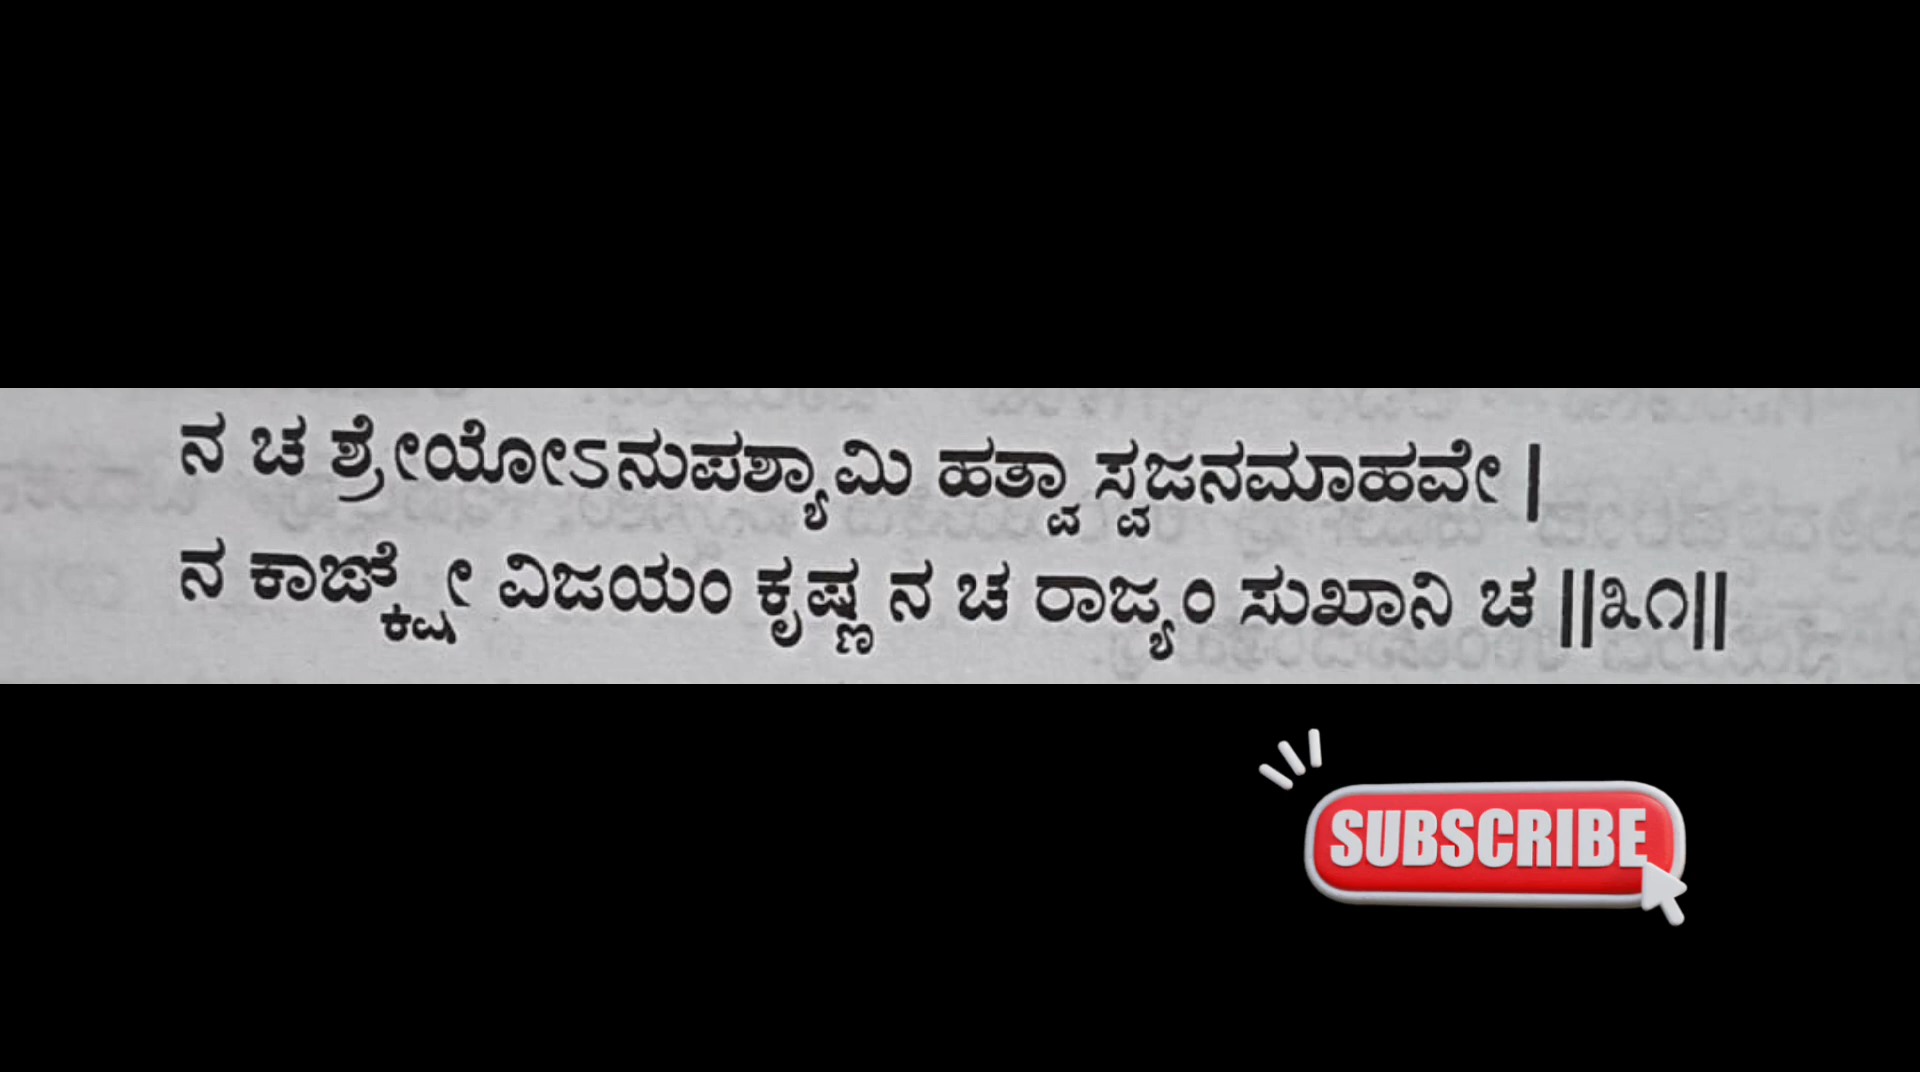 ನ ಚ ಶ್ರೇಯೋಽನುಪಶ್ಯಾಮಿ ಹತ್ವಾ ಸ್ವಜನಮಾಹವೇ |
ನ ಕಾಙ್ಕ್ಷೇ ವಿಜಯಂ ಕೃಷ್ಣ ನ ಚ ರಾಜ್ಯಂ ಸುಖಾನಿ ಚ ||೩೧||
SUBSCRIBE